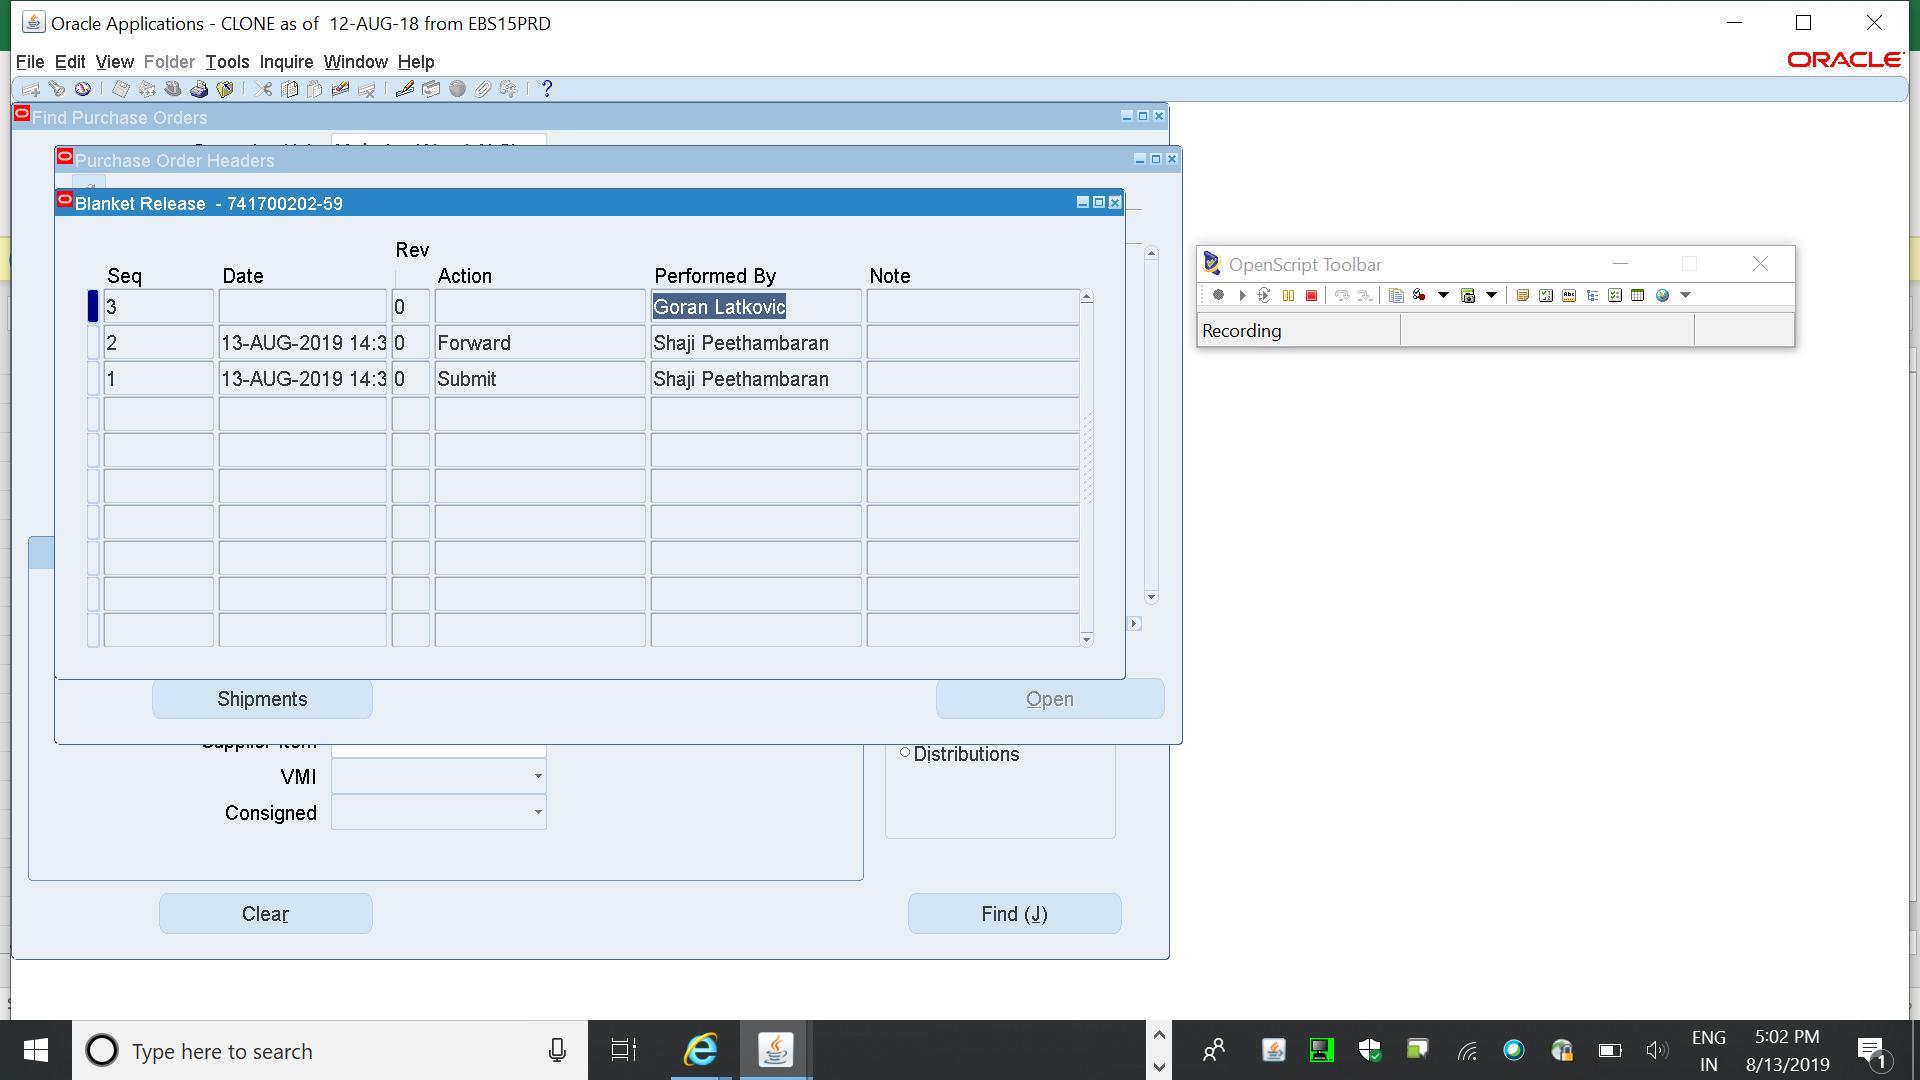 Oracle Applications - CLONE as of 12-AUG-18 from EBS15PRD
File Edit View Folder Tools Inquire Window Help
ORACLE
Find Purchase Orders
Purchase Order Headers
Blanket Release - 741700202-59
Rev
Seq Date Action Performed By Note
3 0 Goran Latkovic
2 13-AUG-2019 14:3 0 Forward Shaji Peethambaran
1 13-AUG-2019 14:3 0 Submit Shaji Peethambaran
OpenScript Toolbar
Recording
Shipments Open
Supplier Item
Distributions
VMI
Consigned
Clear Find (J)
Type here to search
ENG
IN
5:02 PM
8/13/2019
1